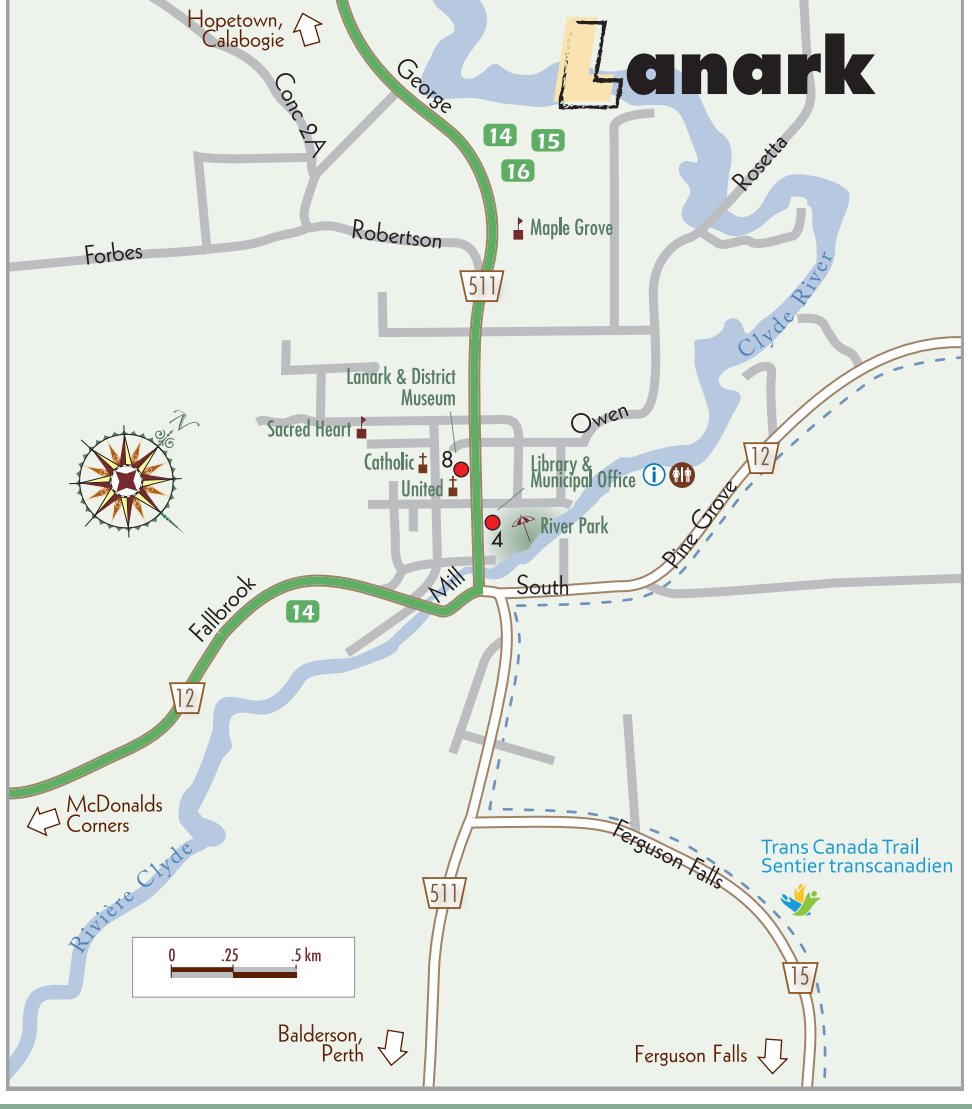 Hopetown,
Calabogie
Lanark
George
Conc 2A
14
15
16
Rosetta
Maple Grove
Robertson
Forbes
511
Clyde River
Lanark & District
Museum
Owen
Sacred Heart
N
12
Catholic
8
Library &
Municipal Office
i
United
Pine Grove
4
River Park
Mill
South
Fallbrook
14
12
McDonalds
Corners
Ferguson Falls
Trans Canada Trail
Sentier transcanadien
Rivière Clyde
511
0 .25 .5 km
15
Balderson,
Perth
Ferguson Falls